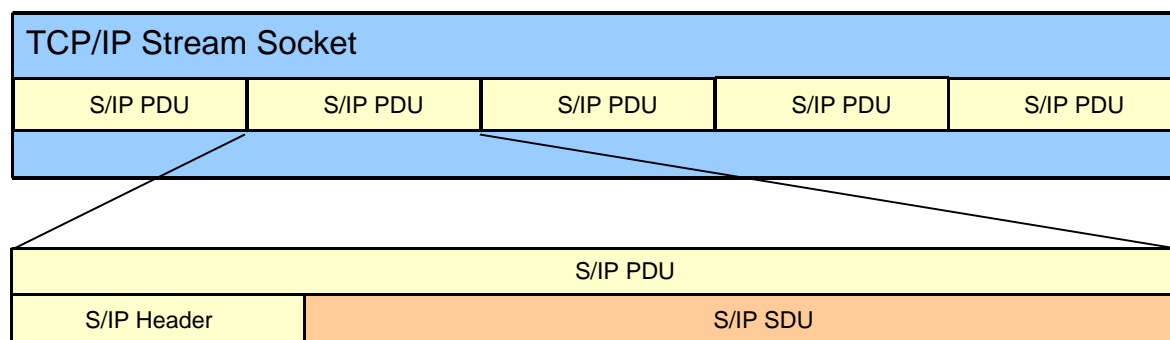 TCP/IP Stream Socket
S/IP PDU S/IP PDU S/IP PDU S/IP PDU S/IP PDU
S/IP PDU
S/IP Header S/IP SDU